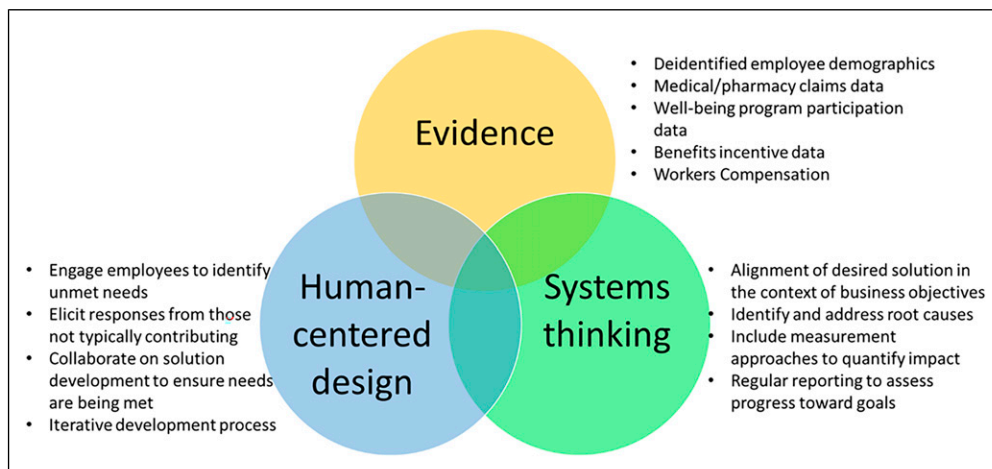 Evidence
• Deidentified employee demographics
• Medical/pharmacy claims data
• Well-being program participation
data
• Benefits incentive data
• Workers Compensation
Human-
centered
design
• Engage employees to identify
unmet needs
• Elicit responses from those
not typically contributing
• Collaborate on solution
development to ensure needs
are being met
• Iterative development process
Systems
thinking
• Alignment of desired solution in
the context of business objectives
• Identify and address root causes
• Include measurement
approaches to quantify impact
• Regular reporting to assess
progress toward goals